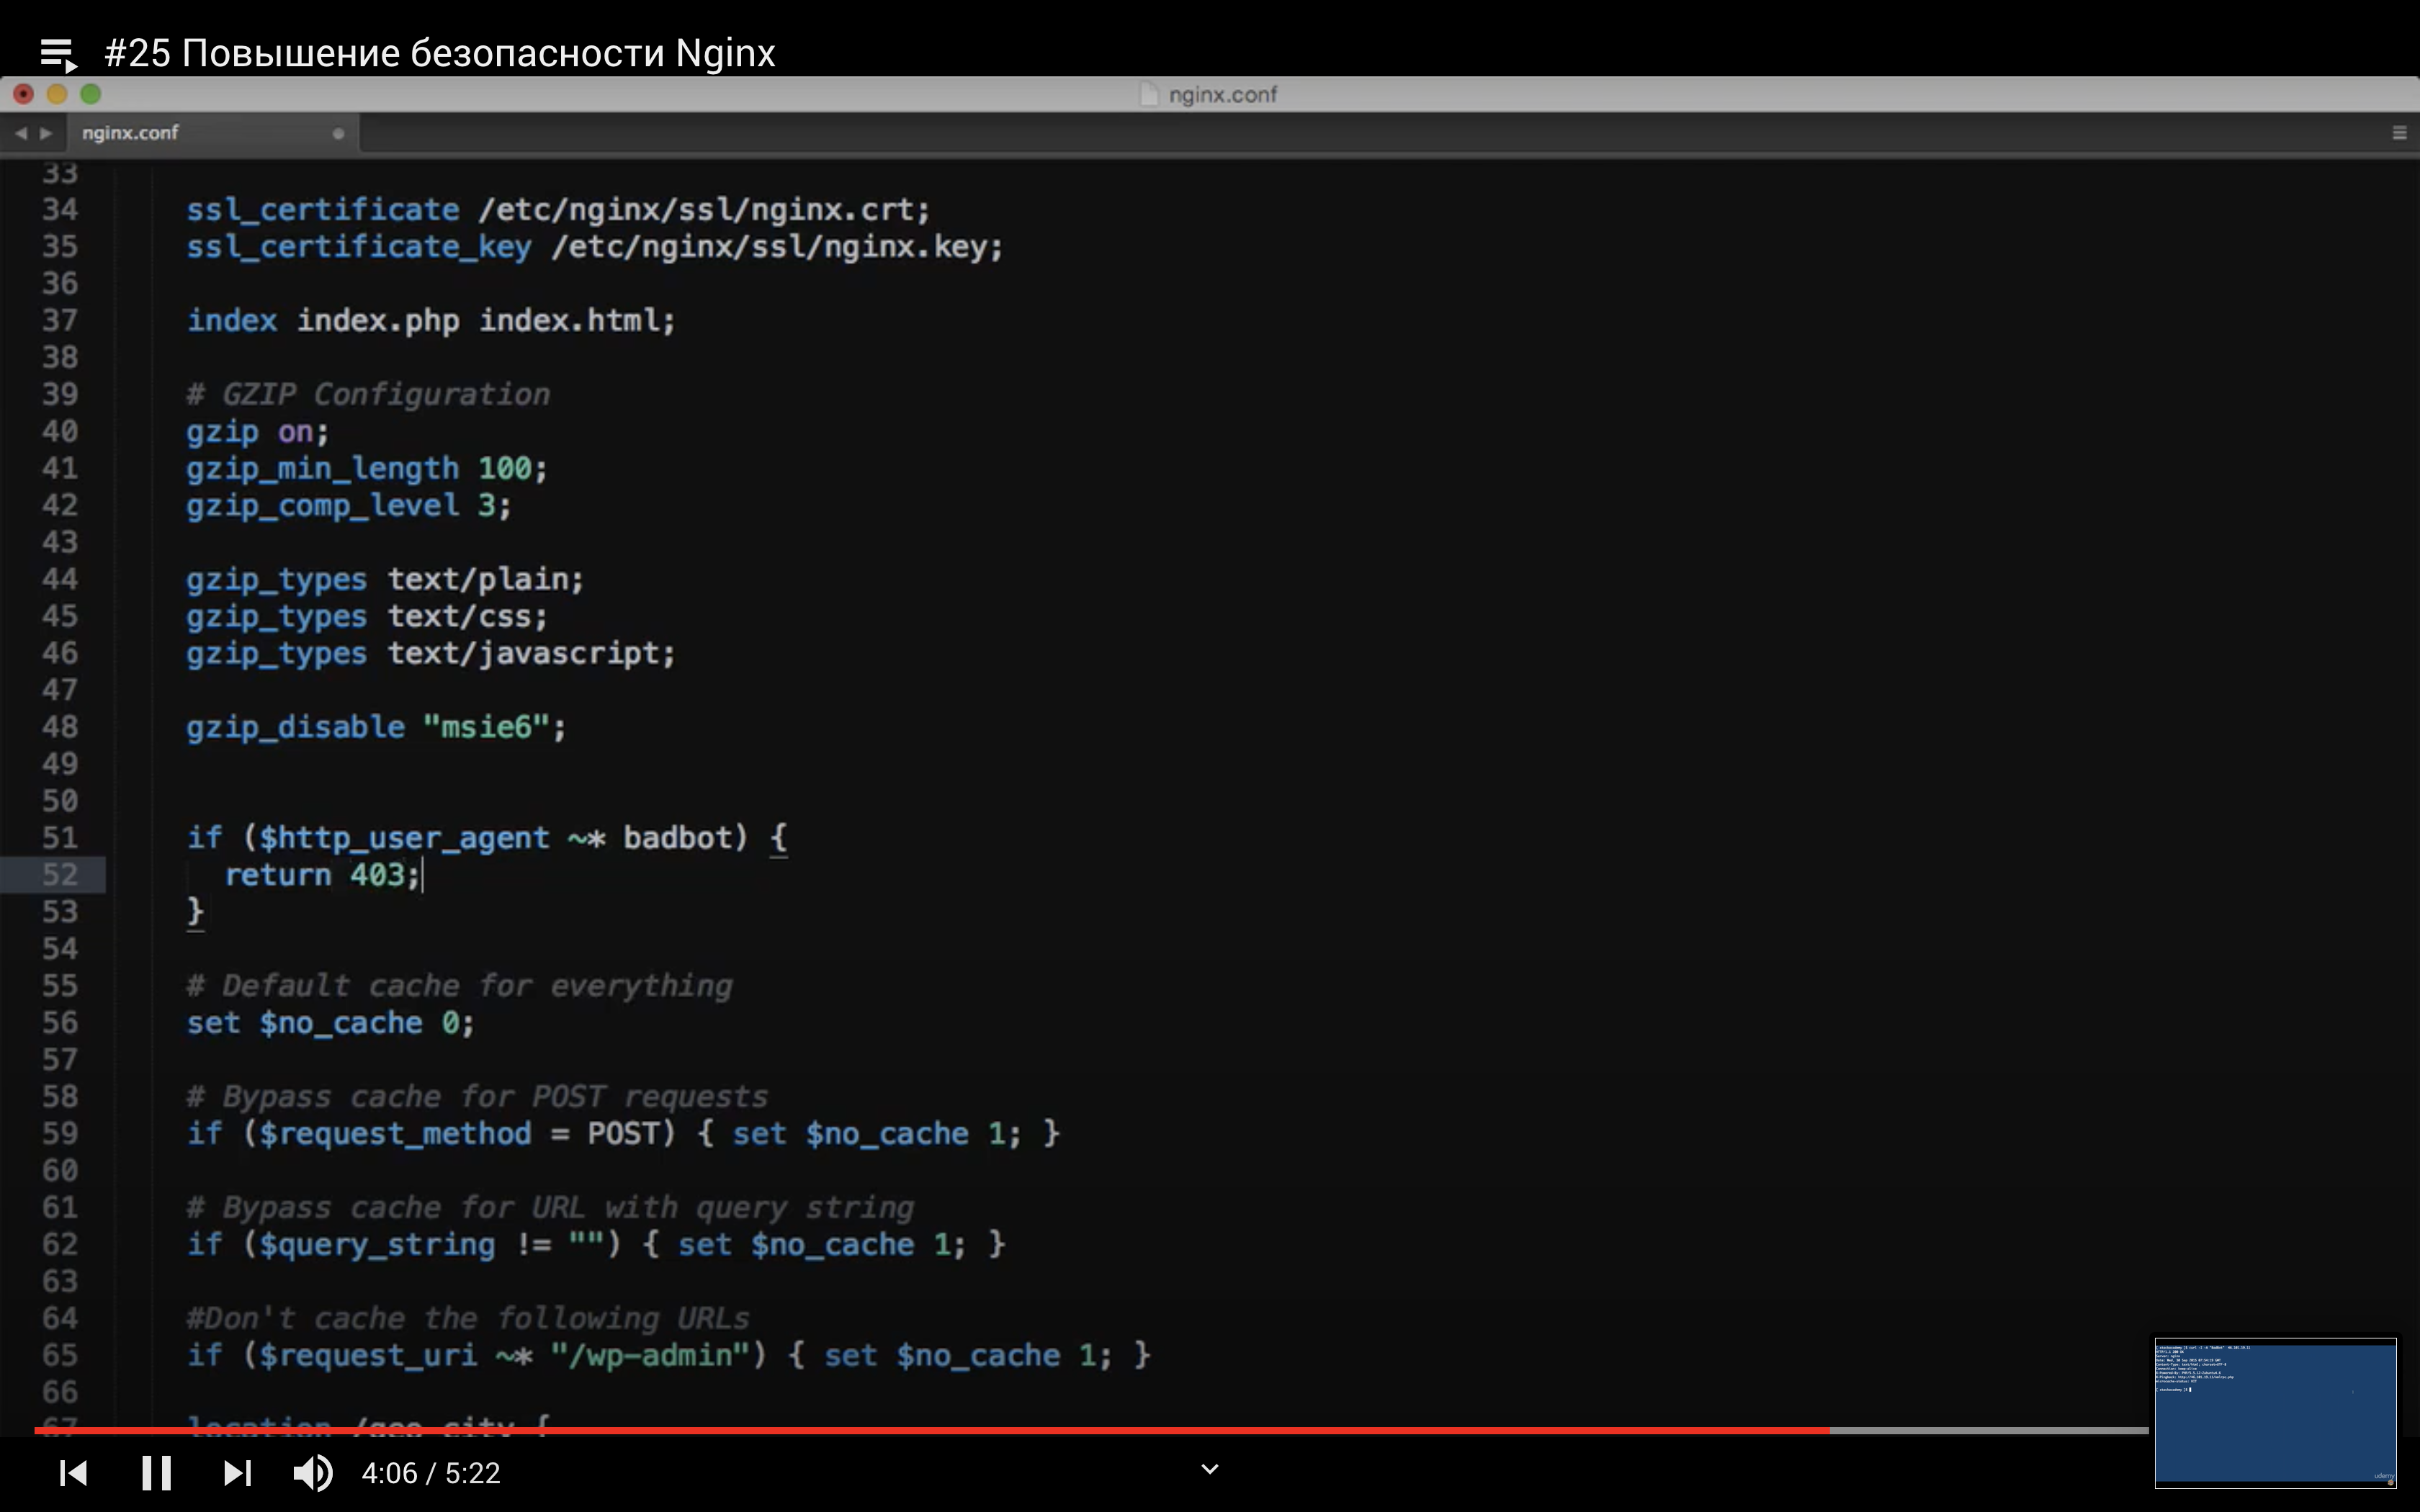 #25 Повышение безопасности Nginx
nginx.conf
nginx.conf
33
34 ssl_certificate /etc/nginx/ssl/nginx.crt;
35 ssl_certificate_key /etc/nginx/ssl/nginx.key;
36
37 index index.php index.html;
38
39 # GZIP Configuration
40 gzip on;
41 gzip_min_length 100;
42 gzip_comp_level 3;
43
44 gzip_types text/plain;
45 gzip_types text/css;
46 gzip_types text/javascript;
47
48 gzip_disable "msie6";
49
50
51 if ($http_user_agent ~* badbot) {
52 return 403;
53 }
54
55 # Default cache for everything
56 set $no_cache 0;
57
58 # Bypass cache for POST requests
59 if ($request_method = POST) { set $no_cache 1; }
60
61 # Bypass cache for URL with query string
62 if ($query_string != "") { set $no_cache 1; }
63
64 #Don't cache the following URLs
65 if ($request_uri ~* "/wp-admin") { set $no_cache 1; }
66
67 location /geo_city {
4:06 / 5:22
udemy